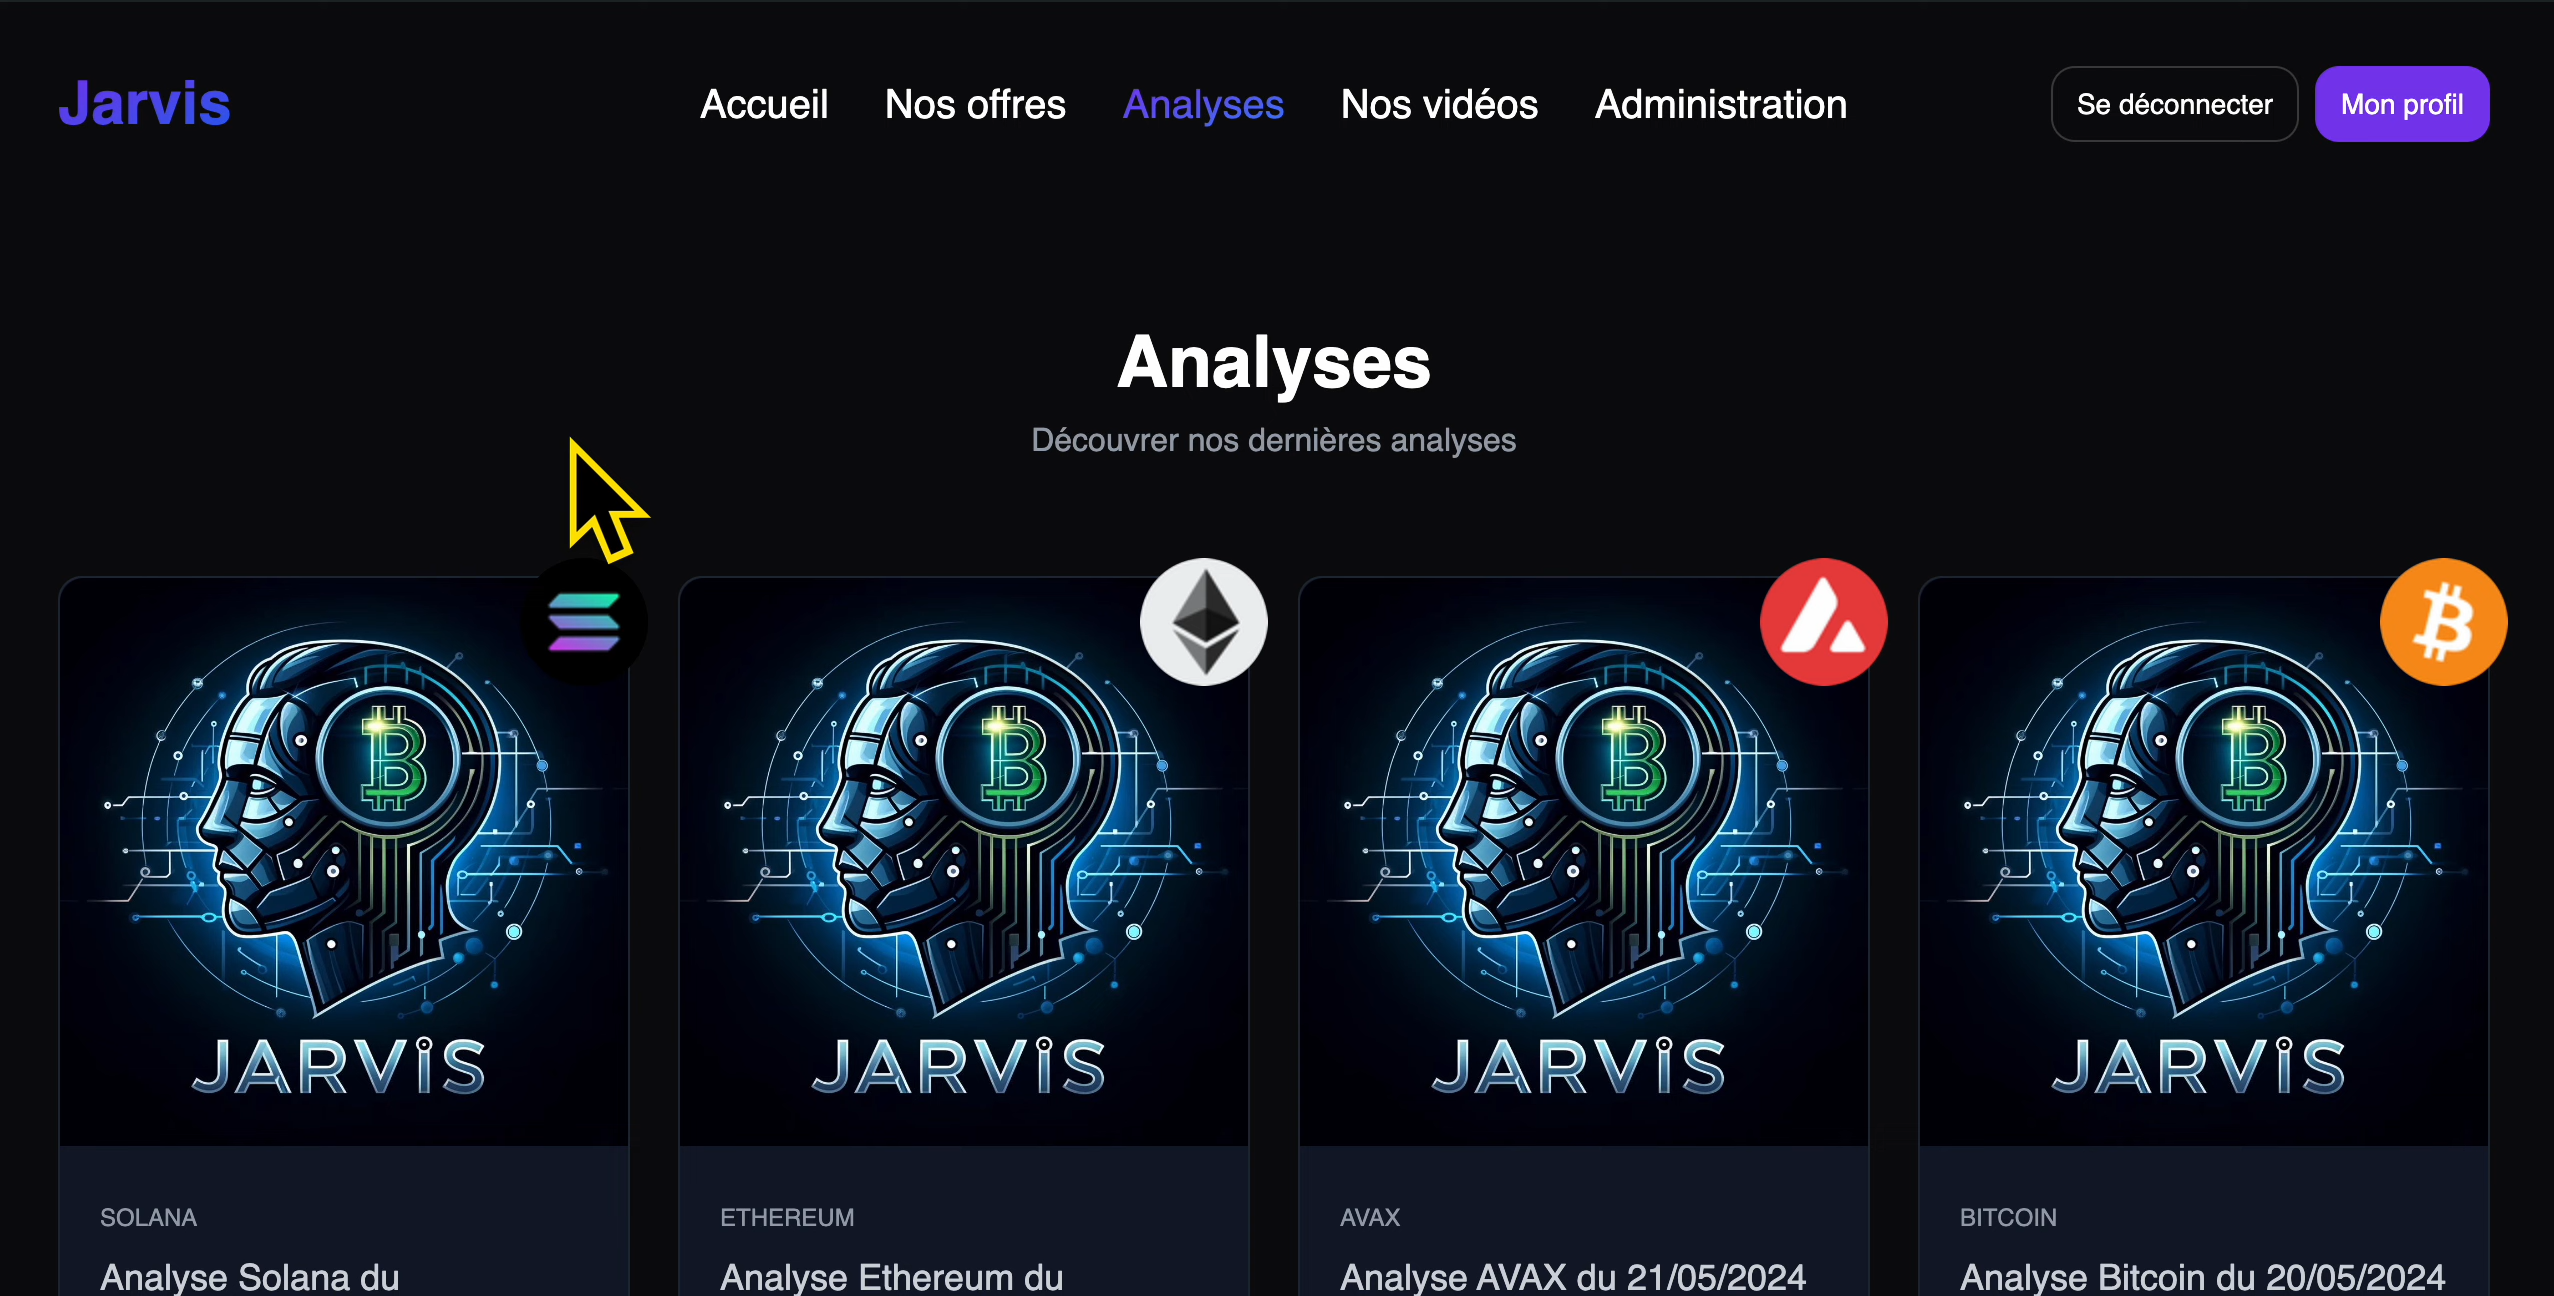 Jarvis
Accueil
Nos offres
Analyses
Nos vidéos
Administration
Se déconnecter
Mon profil
Analyses
Découvrer nos dernières analyses
JARVIS
JARVIS
JARVIS
JARVIS
SOLANA
Analyse Solana du
ETHEREUM
Analyse Ethereum du
AVAX
Analyse AVAX du 21/05/2024
BITCOIN
Analyse Bitcoin du 20/05/2024